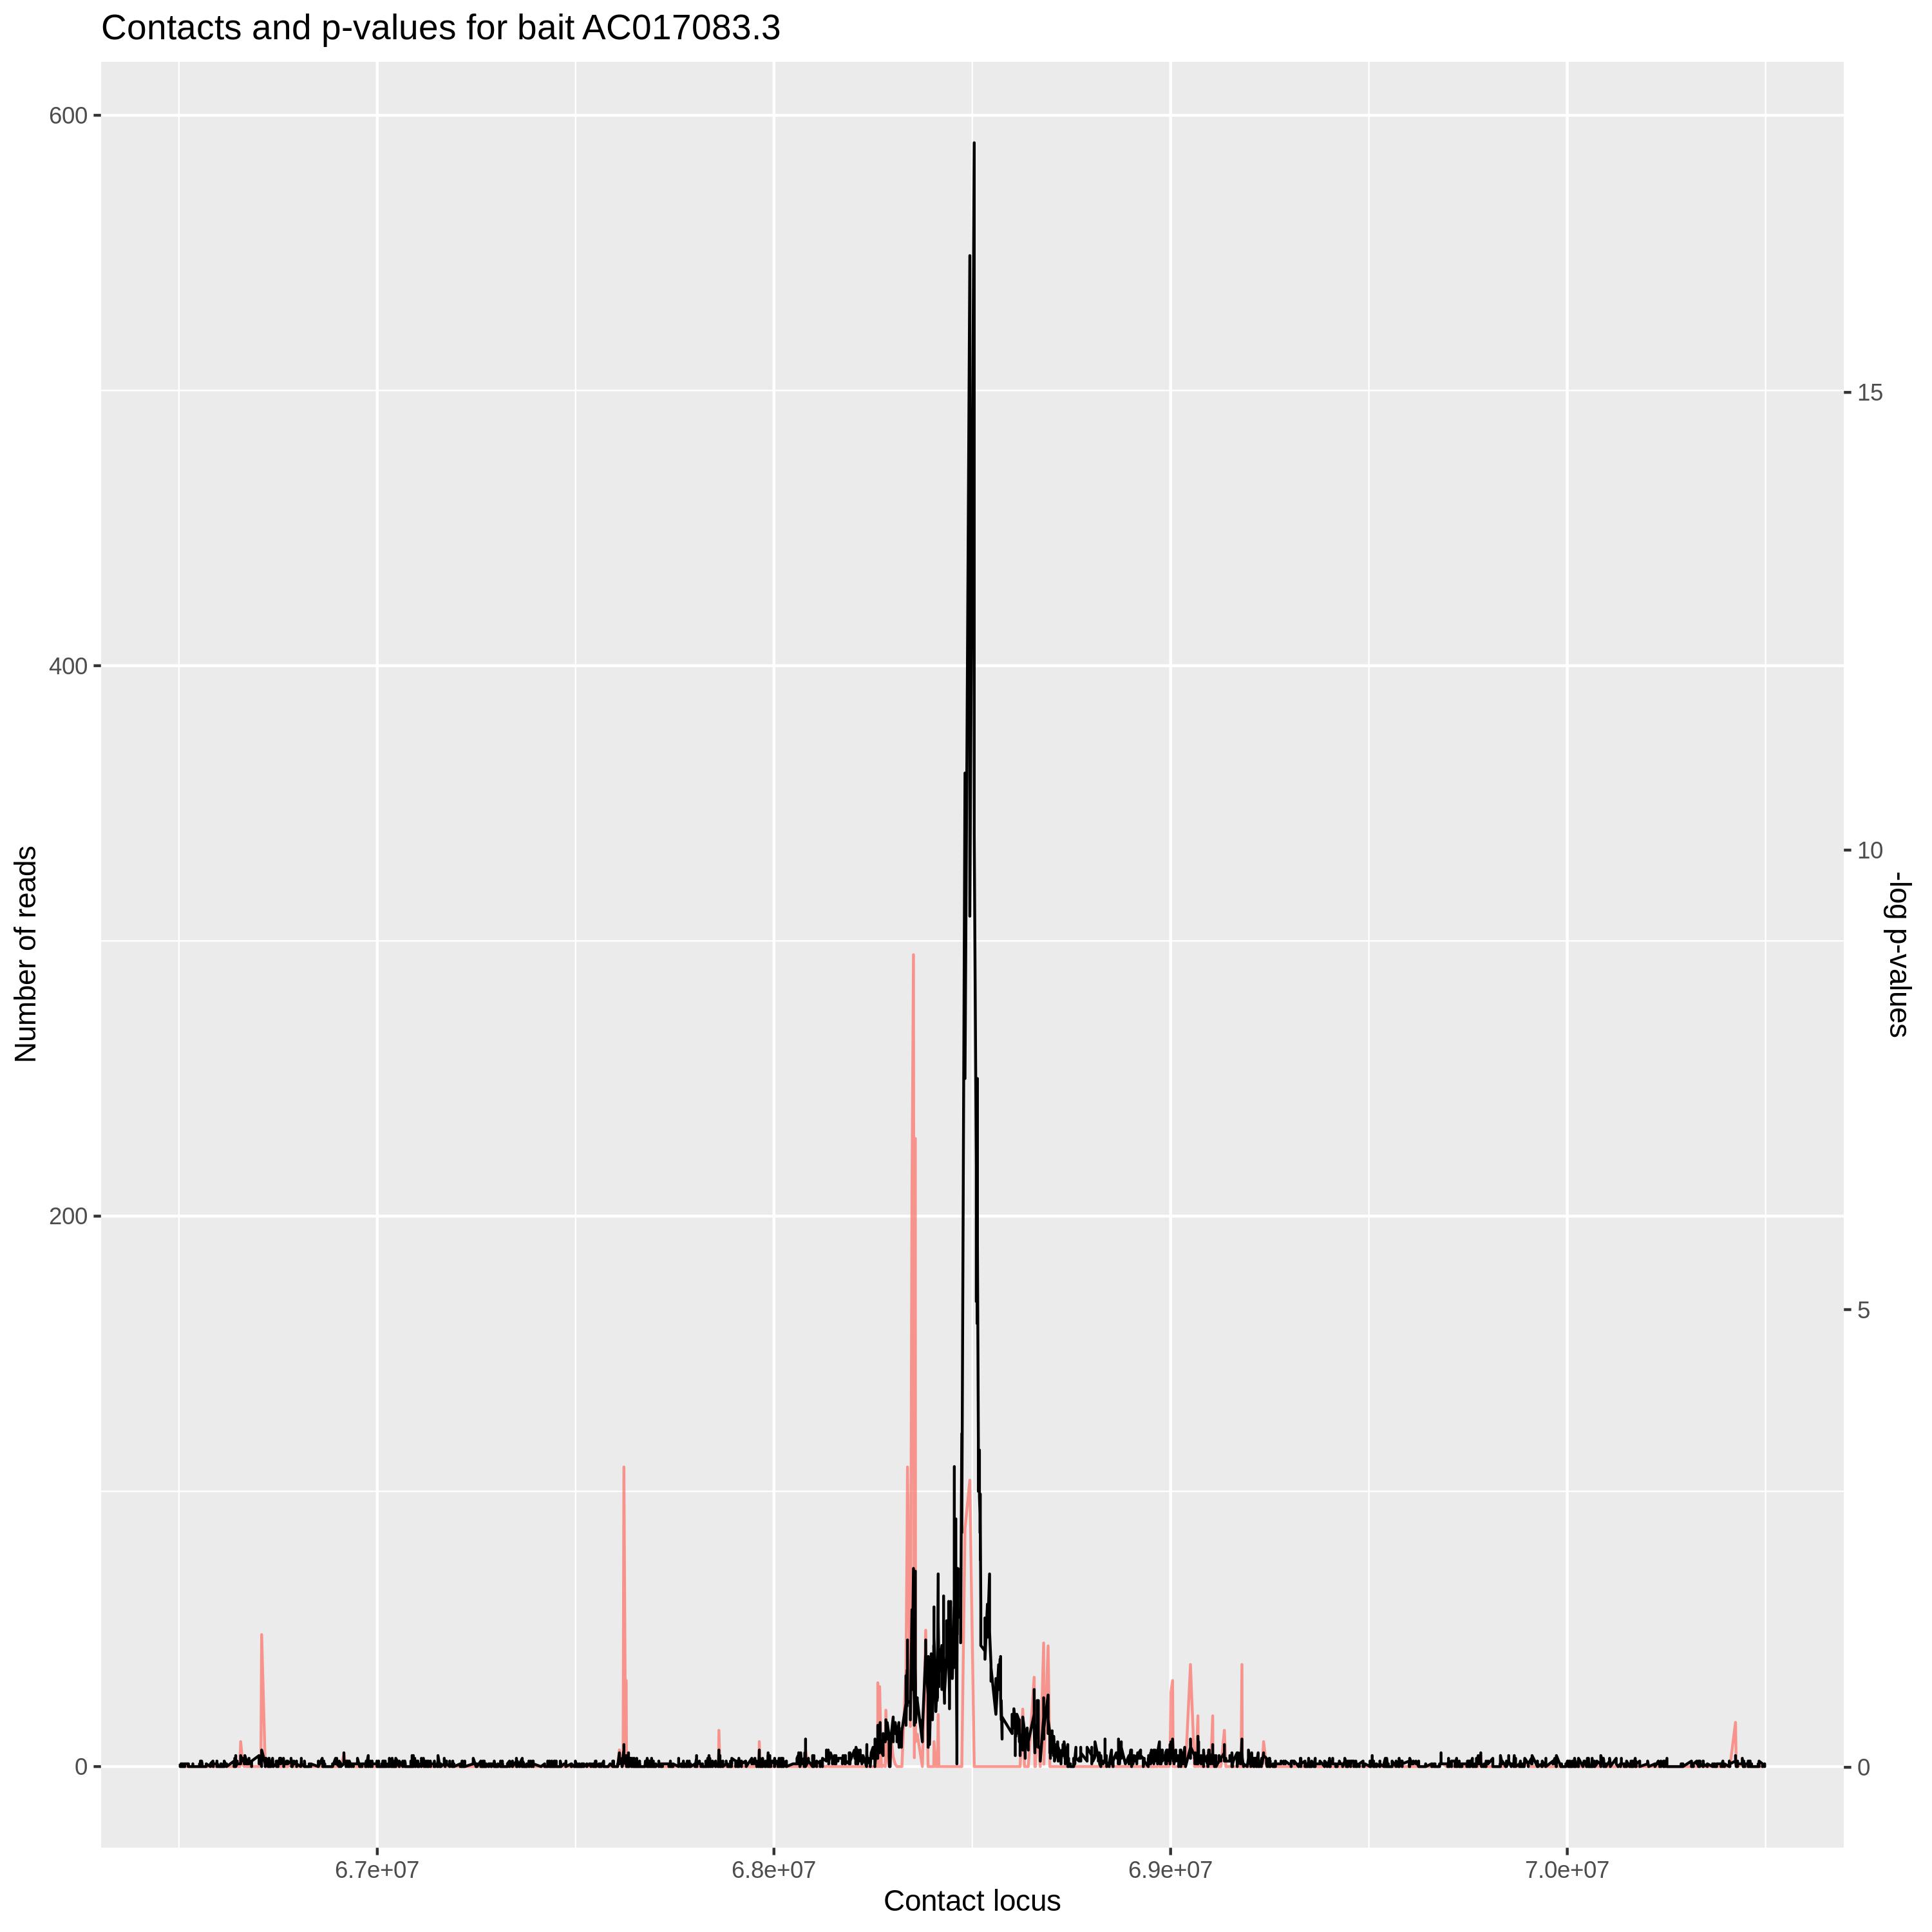 Contacts and p-values for bait AC017083.3
600
400
200
0
Number of reads
15
10
5
0
-log p-values
6.7e+07
6.8e+07
6.9e+07
7.0e+07
Contact locus